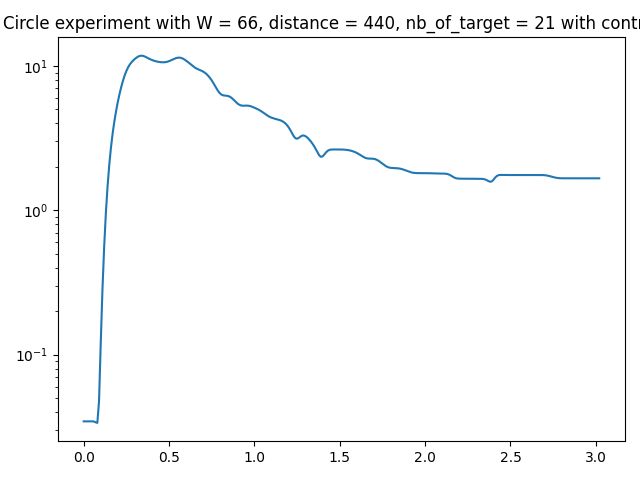 Circle experiment with W = 66, distance = 440, nb_of_target = 21 with
10¹
10⁰
10⁻¹
0.0 0.5 1.0 1.5 2.0 2.5 3.0